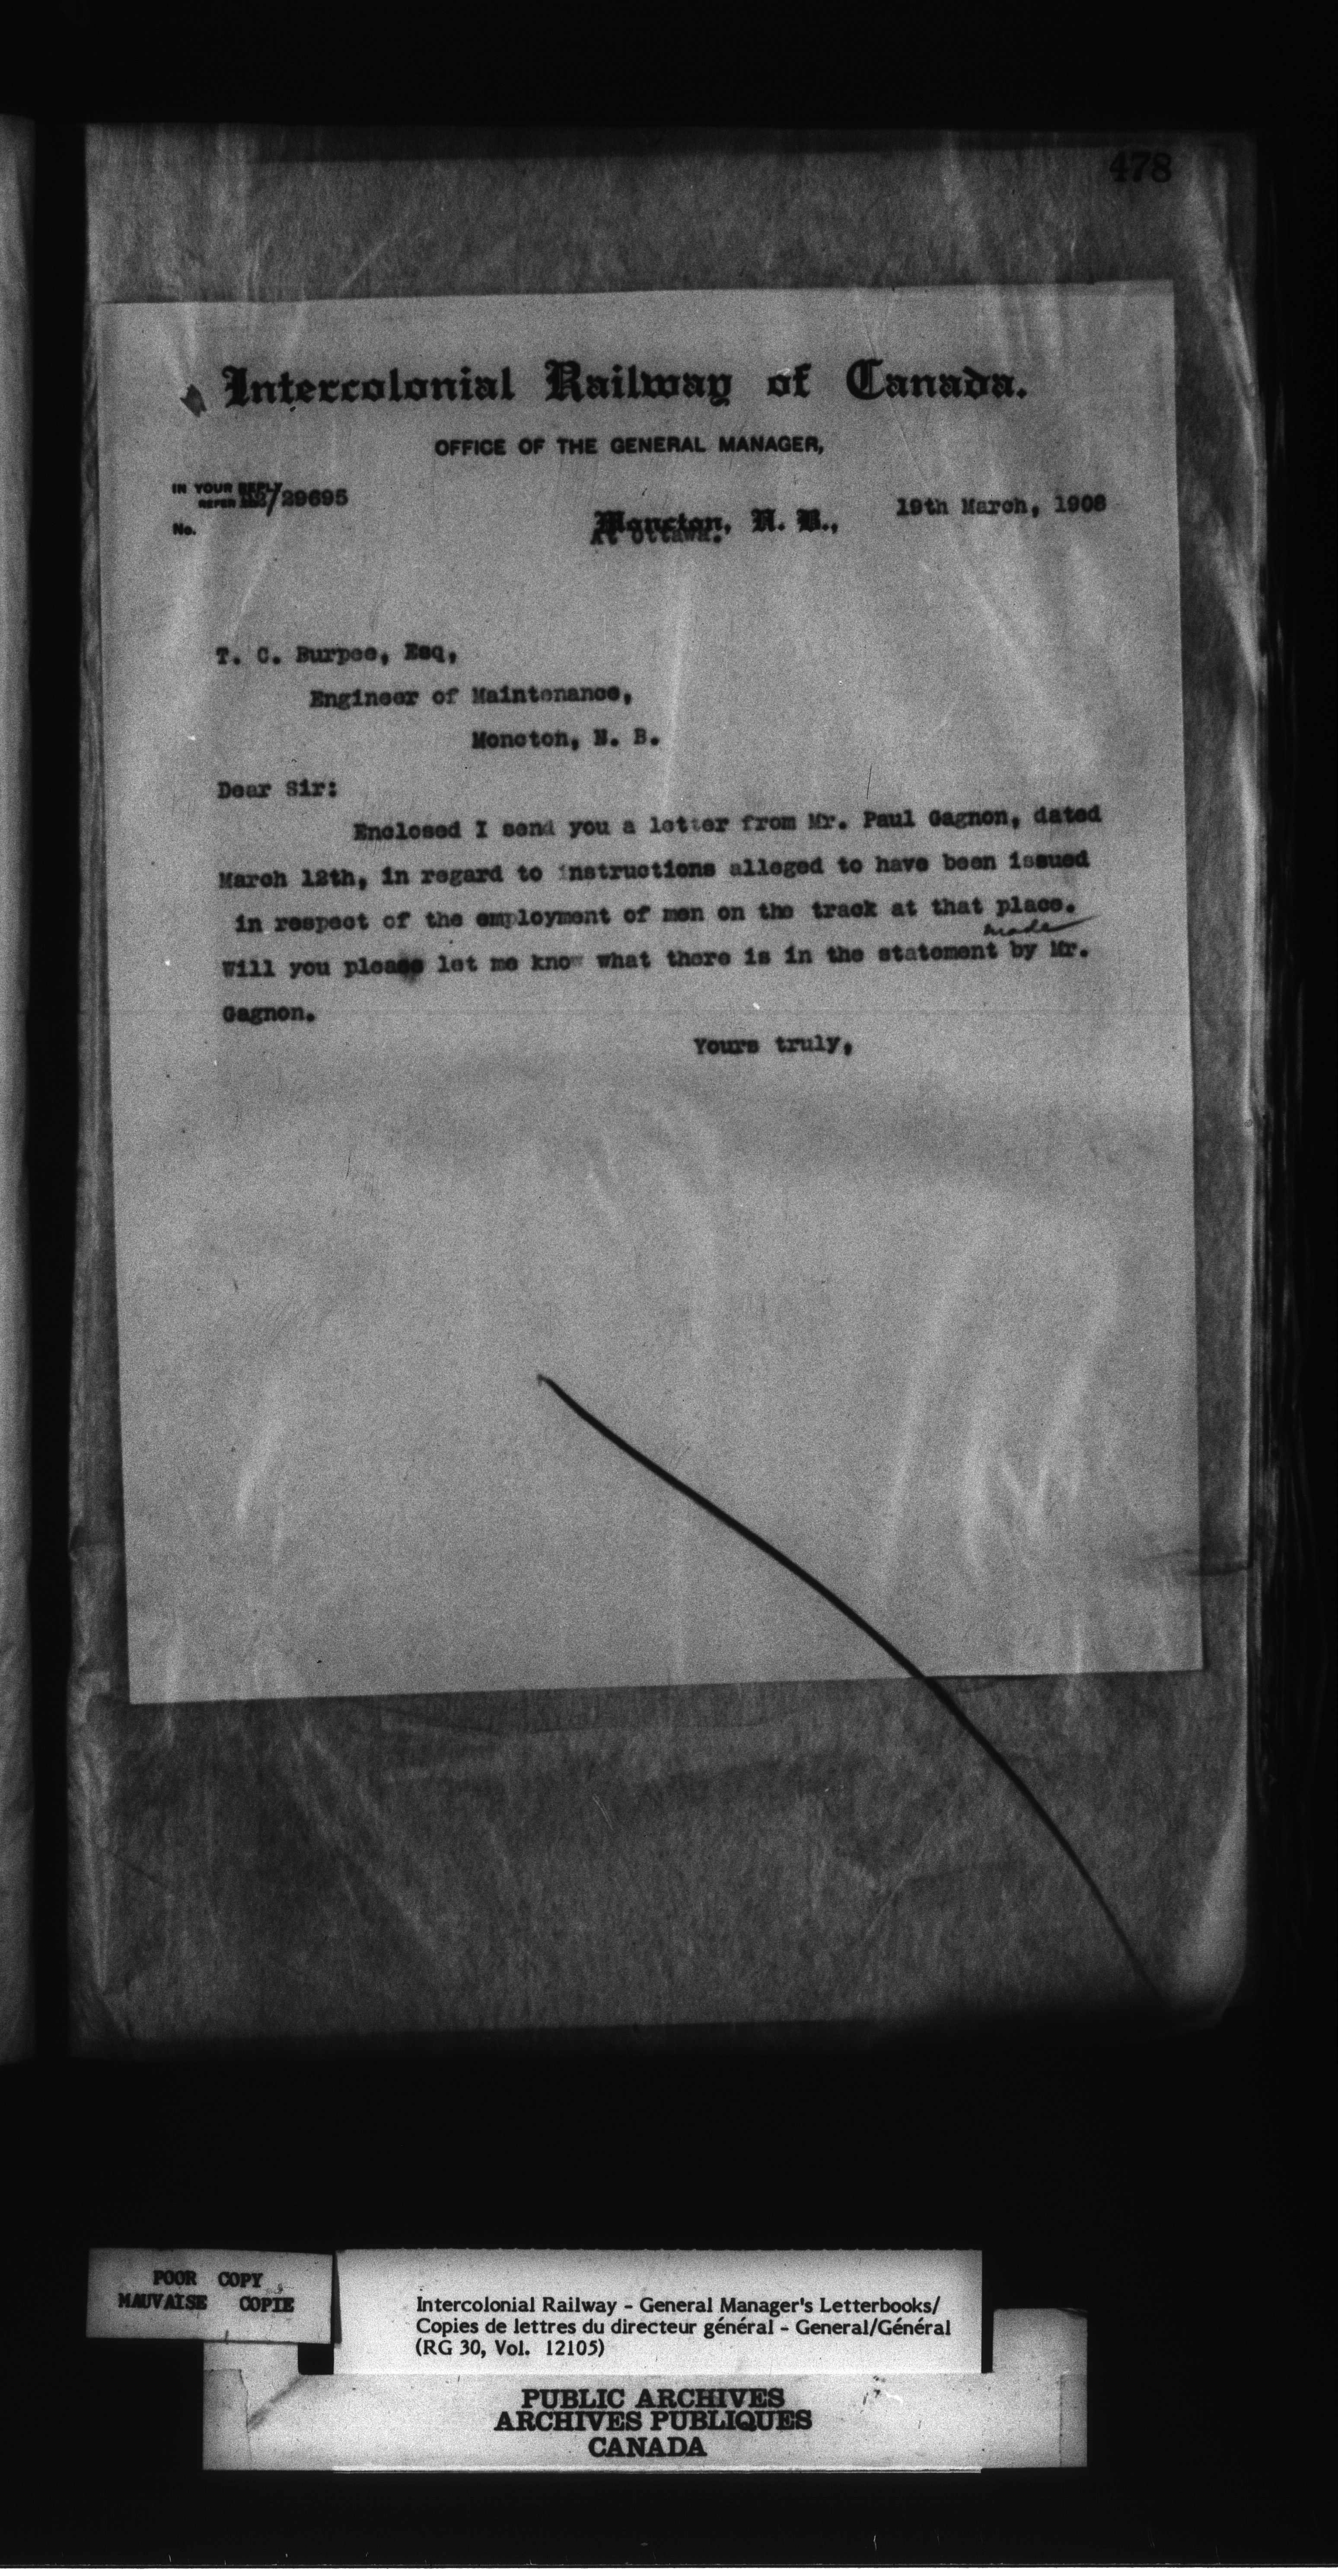 478
Intercolonial Railway of Canada.
OFFICE OF THE GENERAL MANAGER,
IN YOUR REPLY
REFER /29695
No.
Moncton, N. B., 19th March, 1908
At Ottawa.
T. C. Burpee, Esq,
Engineer of Maintenance,
Moncton, N. B.
Dear Sir:
Enclosed I send you a letter from Mr. Paul Gagnon, dated
March 12th, in regard to instructions alleged to have been issued
in respect of the employment of men on the track at that place.
made
Will you please let me know what there is in the statement by Mr.
Gagnon.
Yours truly,
POOR COPY
MAUVAISE COPIE
Intercolonial Railway - General Manager's Letterbooks/
Copies de lettres du directeur général - General/Général
(RG 30, Vol. 12105)
PUBLIC ARCHIVES
ARCHIVES PUBLIQUES
CANADA